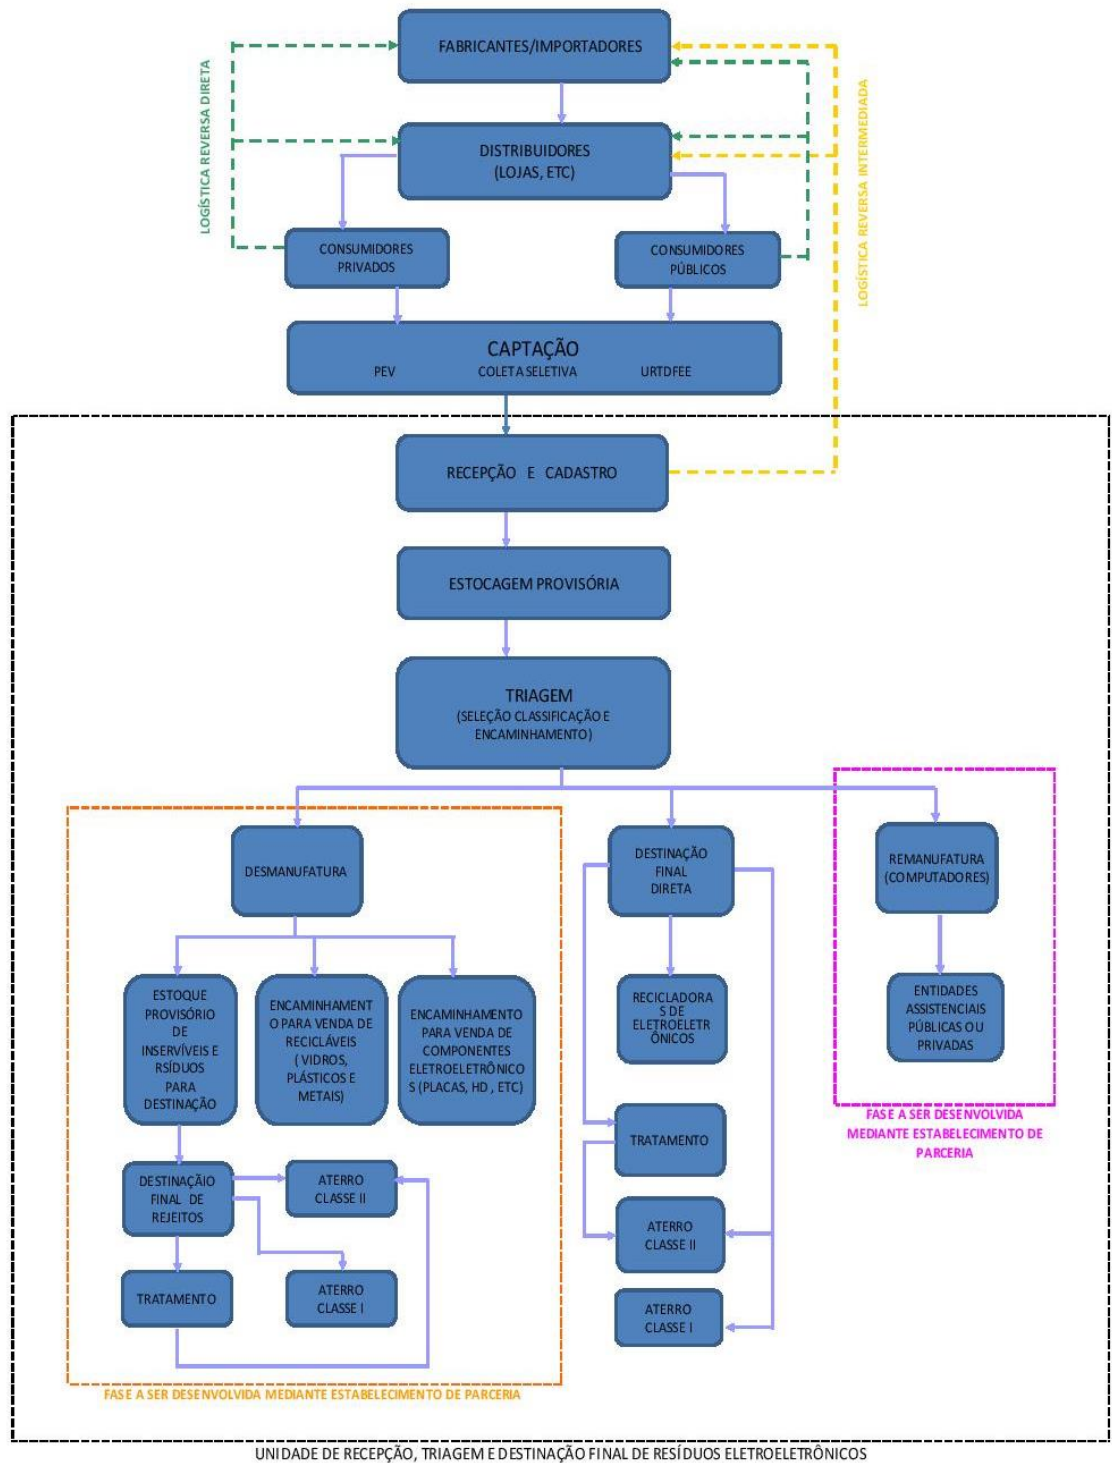 FABRICANTES/IMPORTADORES
LOGÍSTICA REVERSA DIRETA
LOGÍSTICA REVERSA INTERMEDIADA
DISTRIBUIDORES
(LOJAS, ETC)
CONSUMIDORES
PRIVADOS
CONSUMIDORES
PÚBLICOS
CAPTAÇÃO
PEV COLETA SELETIVA URTDFEE
RECEPÇÃO E CADASTRO
ESTOCAGEM PROVISÓRIA
TRIAGEM
(SELEÇÃO CLASSIFICAÇÃO E
ENCAMINHAMENTO)
DESMANUFATURA
DESTINAÇÃO
FINAL
DIRETA
REMANUFATURA
(COMPUTADORES)
ESTOQUE
PROVISÓRIO
DE
INSERVÍVEIS E
RSÍDUOS
PARA
DESTINAÇÃO
ENCAMINHAMENT
O PARA VENDA DE
RECICLÁVEIS
( VIDROS,
PLÁSTICOS E
METAIS)
ENCAMINHAMENTO
PARA VENDA DE
COMPONENTES
ELETROELETRÔNICO
S (PLACAS, HD , ETC)
RECICLADORA
S DE
ELETROELETR
ÔNICOS
ENTIDADES
ASSISTENCIAIS
PÚBLICAS OU
PRIVADAS
FASE A SER DESENVOLVIDA
MEDIANTE ESTABELECIMENTO DE
PARCERIA
TRATAMENTO
DESTINAÇÃIO
FINAL DE
REJEITOS
ATERRO
CLASSE II
ATERRO
CLASSE II
TRATAMENTO
ATERRO
CLASSE I
ATERRO
CLASSE I
FASE A SER DESENVOLVIDA MEDIANTE ESTABELECIMENTO DE PARCERIA
UNIDADE DE RECEPÇÃO, TRIAGEM E DESTINAÇÃO FINAL DE RESÍDUOS ELETROELETRÔNICOS